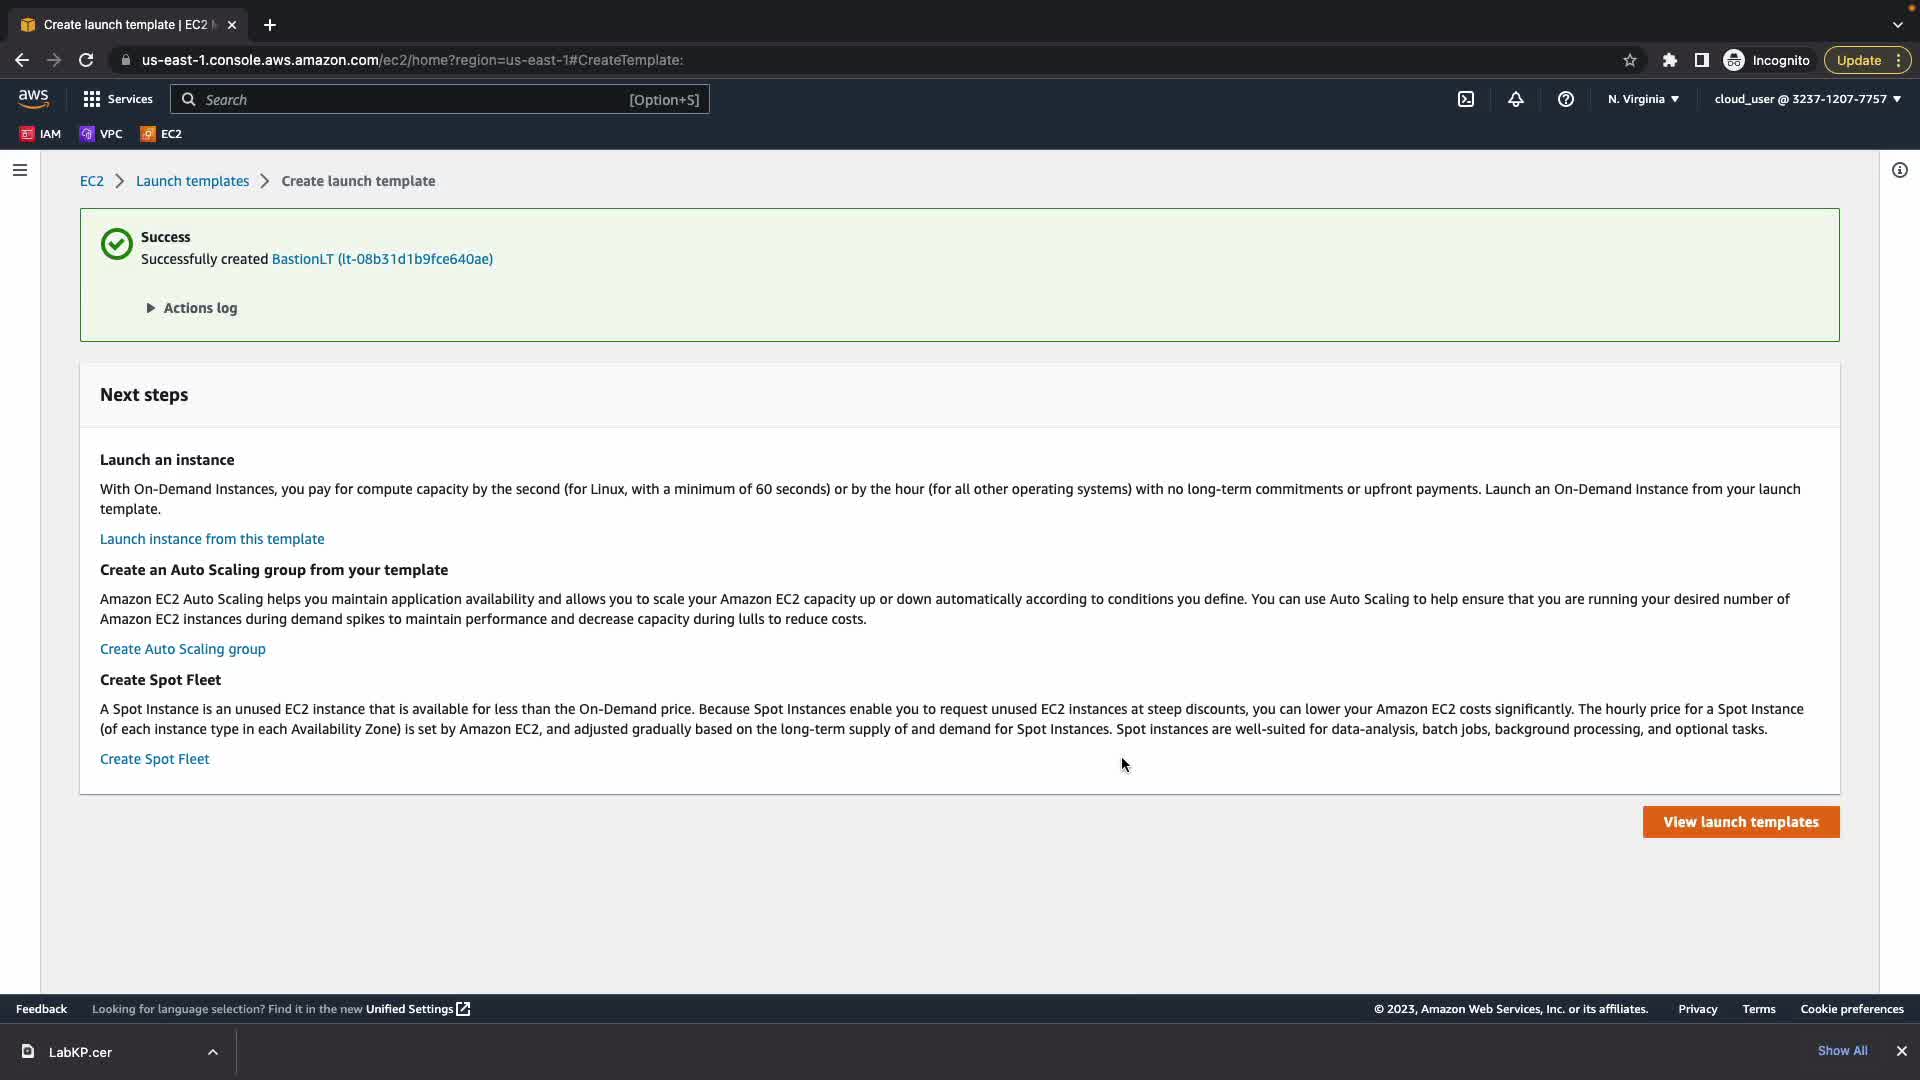 Create launch template | EC2
us-east-1.console.aws.amazon.com/ec2/home?region=us-east-1#CreateTemplate:
Incognito
Update
aws
Services
Search
[Option+S]
N. Virginia
cloud_user @ 3237-1207-7757
IAM
VPC
EC2
EC2
Launch templates
Create launch template
Success
Successfully created BastionLT (lt-08b31d1b9fce640ae)
Actions log
Next steps
Launch an instance
With On-Demand Instances, you pay for compute capacity by the second (for Linux, with a minimum of 60 seconds) or by the hour (for all other operating systems) with no long-term commitments or upfront payments. Launch an On-Demand Instance from your launch
template.
Launch instance from this template
Create an Auto Scaling group from your template
Amazon EC2 Auto Scaling helps you maintain application availability and allows you to scale your Amazon EC2 capacity up or down automatically according to conditions you define. You can use Auto Scaling to help ensure that you are running your desired number of
Amazon EC2 instances during demand spikes to maintain performance and decrease capacity during lulls to reduce costs.
Create Auto Scaling group
Create Spot Fleet
A Spot Instance is an unused EC2 instance that is available for less than the On-Demand price. Because Spot Instances enable you to request unused EC2 instances at steep discounts, you can lower your Amazon EC2 costs significantly. The hourly price for a Spot Instance
(of each instance type in each Availability Zone) is set by Amazon EC2, and adjusted gradually based on the long-term supply of and demand for Spot Instances. Spot instances are well-suited for data-analysis, batch jobs, background processing, and optional tasks.
Create Spot Fleet
View launch templates
Feedback
Looking for language selection? Find it in the new Unified Settings
© 2023, Amazon Web Services, Inc. or its affiliates.
Privacy
Terms
Cookie preferences
LabKP.cer
Show All